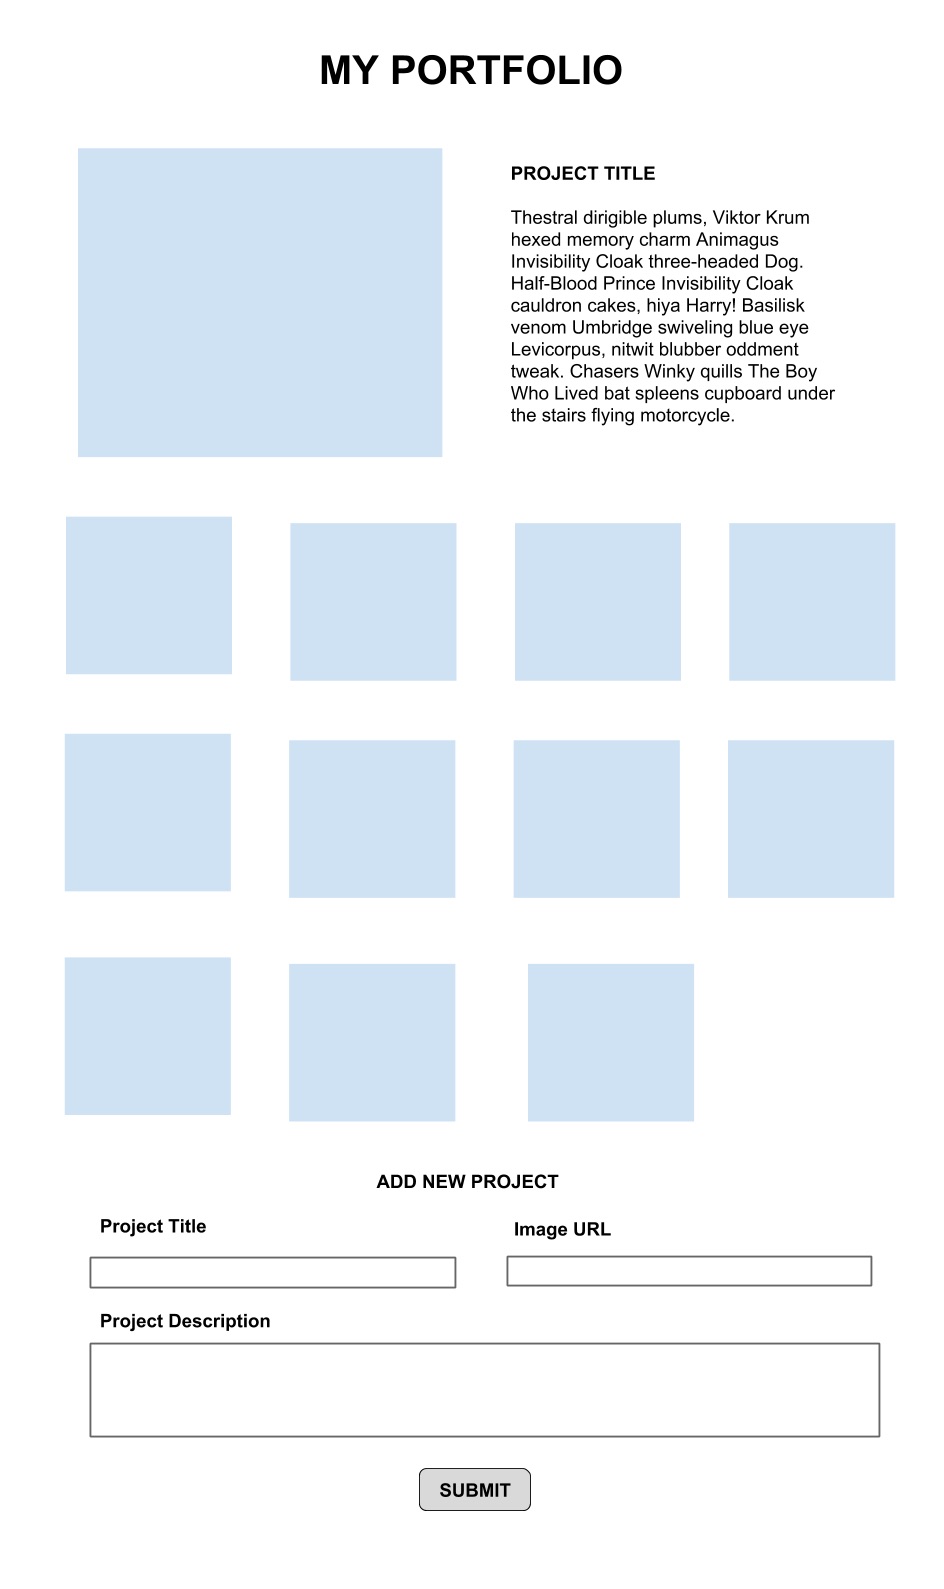 MY PORTFOLIO
PROJECT TITLE
Thestral dirigible plums, Viktor Krum
hexed memory charm Animagus
Invisibility Cloak three-headed Dog.
Half-Blood Prince Invisibility Cloak
cauldron cakes, hiya Harry! Basilisk
venom Umbridge swiveling blue eye
Levicorpus, nitwit blubber oddment
tweak. Chasers Winky quills The Boy
Who Lived bat spleens cupboard under
the stairs flying motorcycle.
ADD NEW PROJECT
Project Title
Image URL
Project Description
SUBMIT